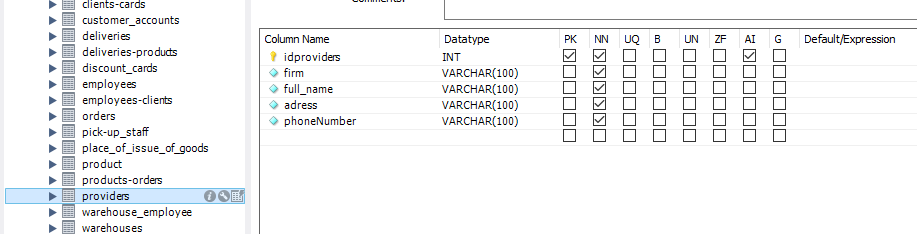 clients-cards
customer_accounts
deliveries
deliveries-products
discount_cards
employees
employees-clients
orders
pick-up_staff
place_of_issue_of_goods
product
products-orders
providers
warehouse_employee
warehouses
Comments:
Column Name Datatype PK NN UQ B UN ZF AI G Default/Expression
idproviders INT
firm VARCHAR(100)
full_name VARCHAR(100)
adress VARCHAR(100)
phoneNumber VARCHAR(100)